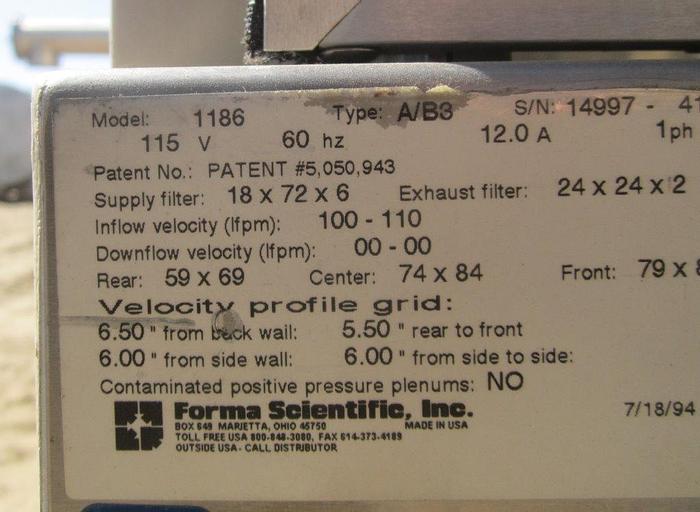 Model: 1186 Type: A/B3 S/N: 14997 - 41
115 V 60 hz 12.0 A 1ph
Patent No.: PATENT #5,050,943
Supply filter: 18 x 72 x 6 Exhaust filter: 24 x 24 x 2
Inflow velocity (lfpm): 100 - 110
Downflow velocity (lfpm): 00 - 00
Rear: 59 x 69 Center: 74 x 84 Front: 79 x 8
Velocity profile grid:
6.50 " from back wall: 5.50 " rear to front
6.00 " from side wall: 6.00 " from side to side:
Contaminated positive pressure plenums: NO
Forma Scientific, Inc.
BOX 649 MARIETTA, OHIO 45750 MADE IN USA
TOLL FREE USA 800-848-3080, FAX 614-373-4189
OUTSIDE USA - CALL DISTRIBUTOR
7/18/94